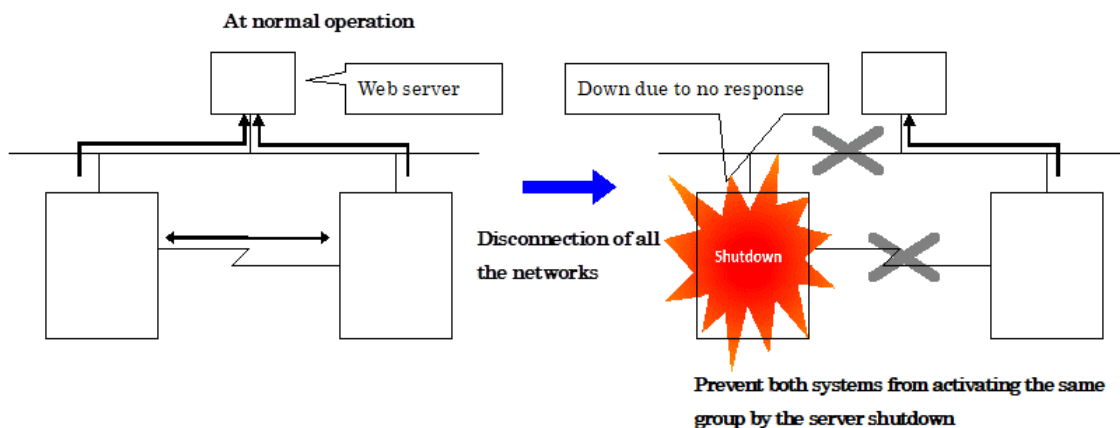 At normal operation
Web server
Down due to no response
Disconnection of all
the networks
Shutdown
Prevent both systems from activating the same
group by the server shutdown